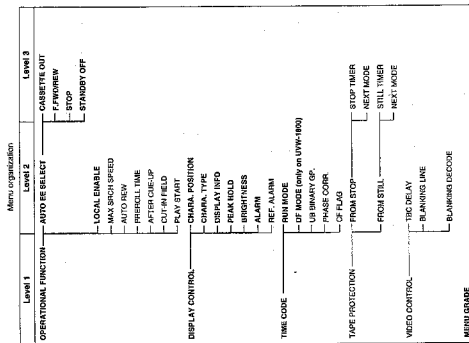 Menu organization
Level 1 Level 2 Level 3
OPERATIONAL FUNCTION AUTO EE SELECT CASSETTE OUT
F.FWD/REW
STOP
STANDBY OFF
LOCAL ENABLE
MAX SRCH SPEED
AUTO REW
PREROLL TIME
AFTER CUE-UP
CUT-IN FIELD
PLAY START
DISPLAY CONTROL CHARA. POSITION
CHARA. TYPE
DISPLAY INFO
PEAK HOLD
BRIGHTNESS
ALARM
REF. ALARM
TIME CODE RUN MODE
DF MODE (only on UVW-1800)
UB BINARY GP.
PHASE CORR.
CF FLAG
TAPE PROTECTION FROM STOP STOP TIMER
NEXT MODE
FROM STILL STILL TIMER
NEXT MODE
VIDEO CONTROL TBC DELAY
BLANKING LINE
BLANKING DECODE
MENU GRADE